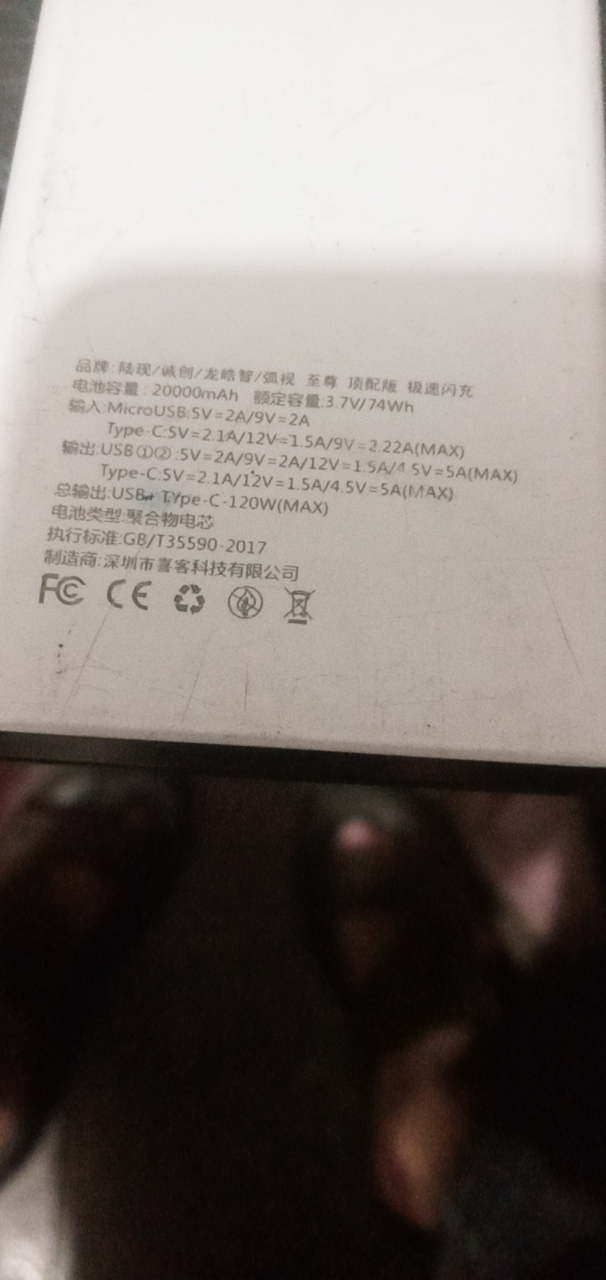 品牌:陆现/诚创/龙皓智/弧视 至尊 顶配版 极速闪充
电池容量: 20000mAh 额定容量:3.7V/74Wh
输入:MicroUSB:5V=2A/9V=2A
Type-C:5V=2.1A/12V=1.5A/9V=2.22A(MAX)
输出:USB①②:5V=2A/9V=2A/12V=1.5A/4.5V=5A(MAX)
Type-C:5V=2.1A/12V=1.5A/4.5V=5A(MAX)
总输出:USB+ Type-C-120W(MAX)
电池类型:聚合物电芯
执行标准:GB/T35590-2017
制造商:深圳市喜客科技有限公司
FC CE